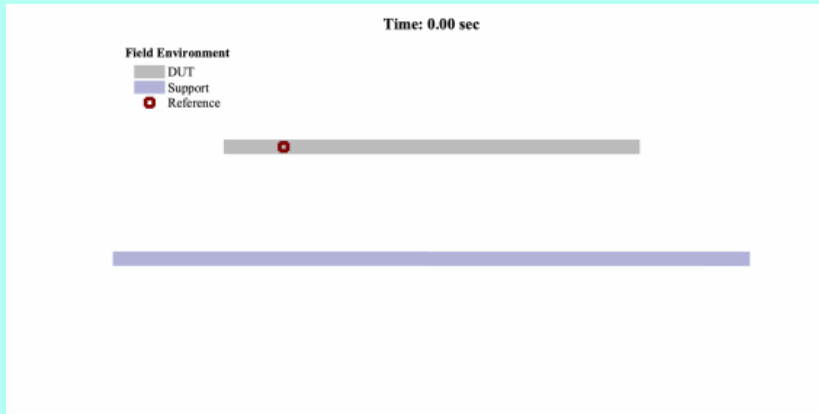 Time: 0.00 sec
Field Environment
DUT
Support
Reference